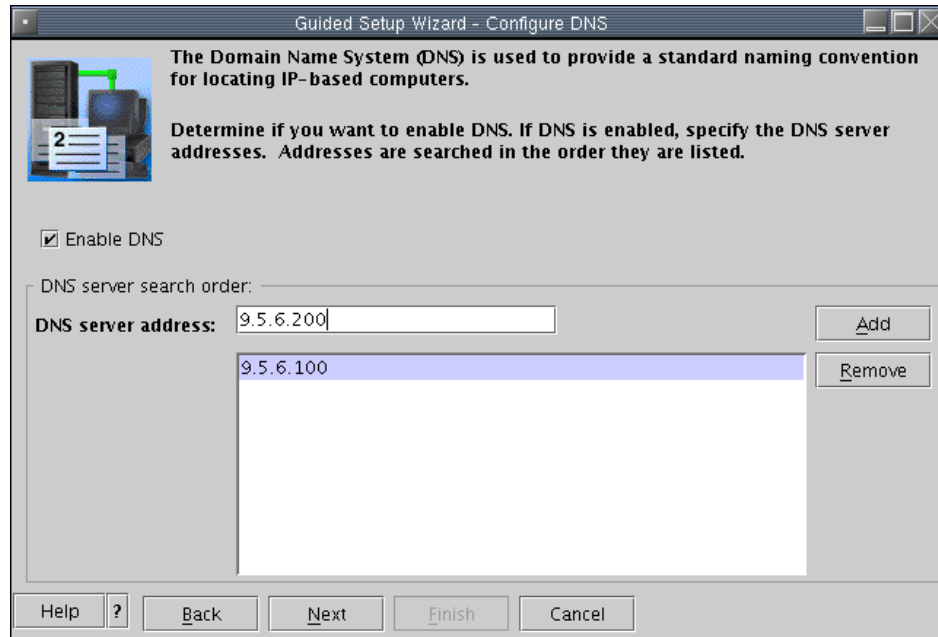 Guided Setup Wizard - Configure DNS
The Domain Name System (DNS) is used to provide a standard naming convention
for locating IP-based computers.
Determine if you want to enable DNS. If DNS is enabled, specify the DNS server
addresses. Addresses are searched in the order they are listed.
2
Enable DNS
DNS server search order:
DNS server address: 9.5.6.200 Add
9.5.6.100 Remove
Help ? Back Next Finish Cancel